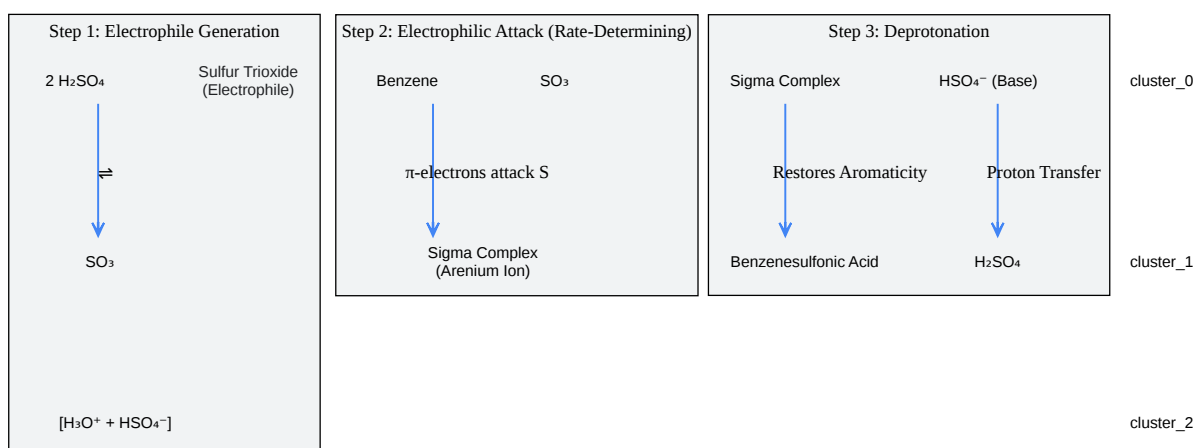 Step 1: Electrophile Generation
2 H₂SO₄
Sulfur Trioxide
(Electrophile)
⇌
SO₃
[H₃O⁺ + HSO₄⁻]
Step 2: Electrophilic Attack (Rate-Determining)
Benzene
SO₃
π-electrons attack S
Sigma Complex
(Arenium Ion)
Step 3: Deprotonation
Sigma Complex
HSO₄⁻ (Base)
Restores Aromaticity
Proton Transfer
Benzenesulfonic Acid
H₂SO₄
cluster_0
cluster_1
cluster_2